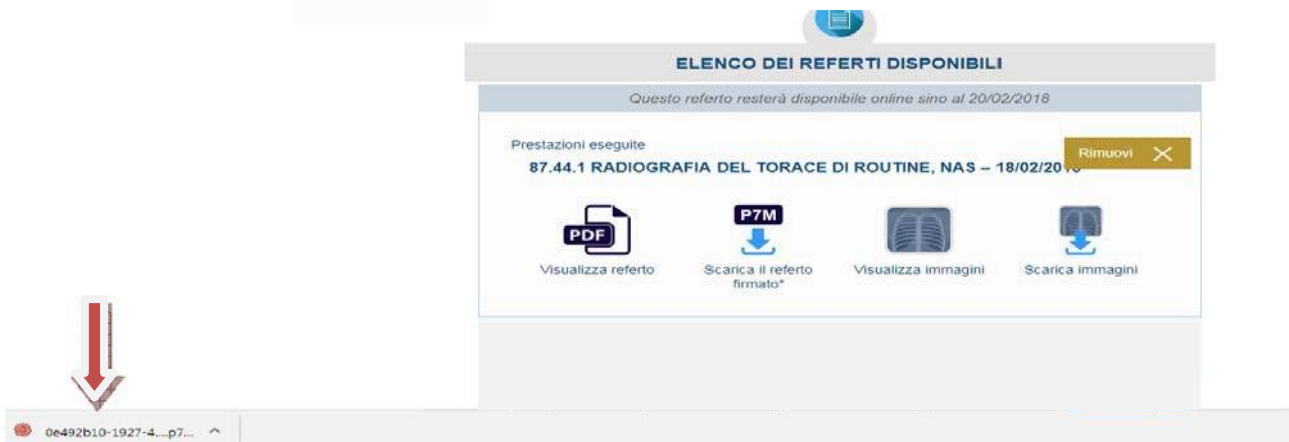 ELENCO DEI REFERTI DISPONIBILI
Questo referto resterà disponibile online sino al 20/02/2018
Prestazioni eseguite
Rimuovi
87.44.1 RADIOGRAFIA DEL TORACE DI ROUTINE, NAS – 18/02/20
PDF
P7M
Visualizza referto
Scarica il referto firmato*
Visualizza immagini
Scarica immagini
0e492b10-1927-4....p7...